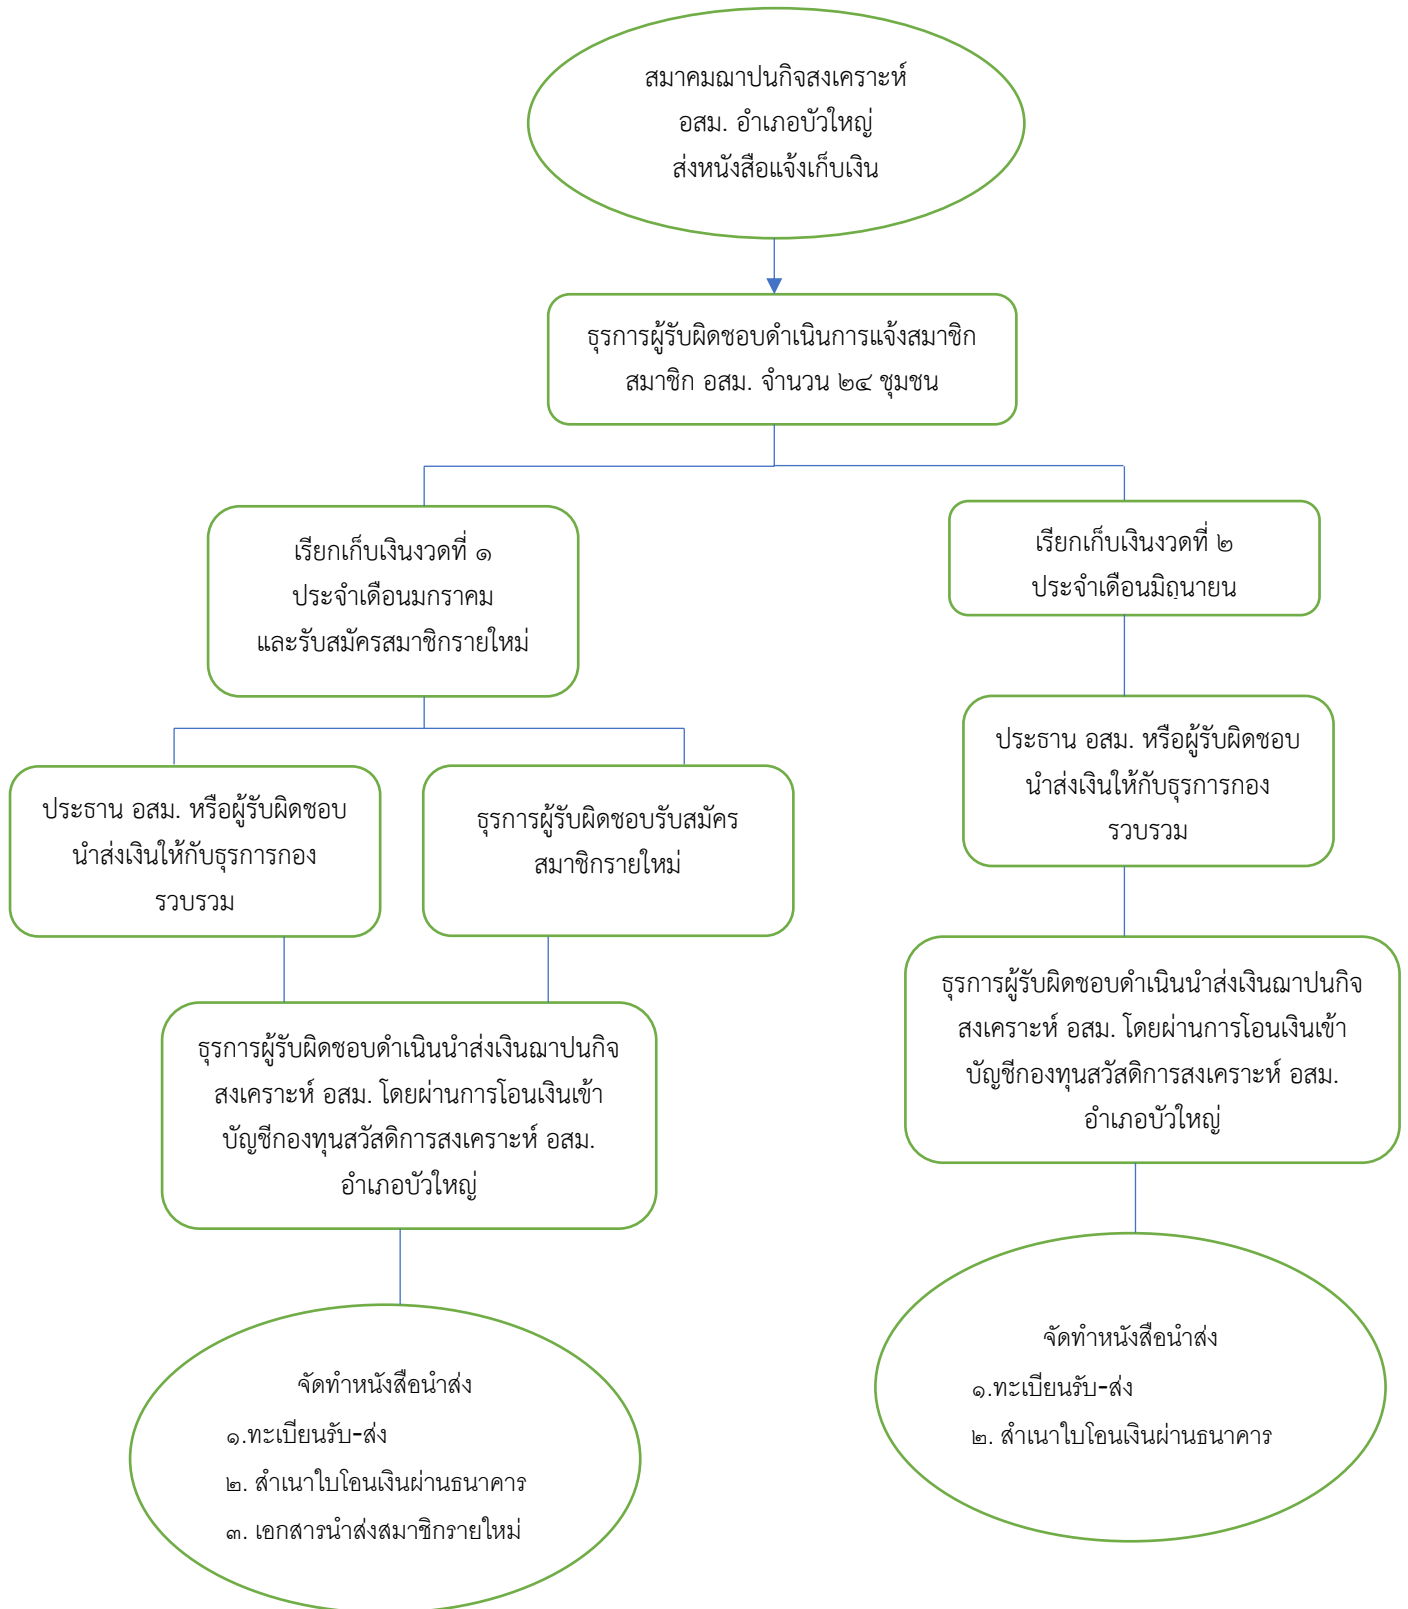 สมาคมฌาปนกิจสงเคราะห์
อสม. อำเภอบัวใหญ่
ส่งหนังสือแจ้งเก็บเงิน
ธุรการผู้รับผิดชอบดำเนินการแจ้งสมาชิก
สมาชิก อสม. จำนวน ๒๔ ชุมชน
เรียกเก็บเงินงวดที่ ๑
ประจำเดือนมกราคม
และรับสมัครสมาชิกรายใหม่
เรียกเก็บเงินงวดที่ ๒
ประจำเดือนมิถุนายน
ประธาน อสม. หรือผู้รับผิดชอบ
นำส่งเงินให้กับธุรการกอง
รวบรวม
ธุรการผู้รับผิดชอบรับสมัคร
สมาชิกรายใหม่
ประธาน อสม. หรือผู้รับผิดชอบ
นำส่งเงินให้กับธุรการกอง
รวบรวม
ธุรการผู้รับผิดชอบดำเนินนำส่งเงินฌาปนกิจ
สงเคราะห์ อสม. โดยผ่านการโอนเงินเข้า
บัญชีกองทุนสวัสดิการสงเคราะห์ อสม.
อำเภอบัวใหญ่
ธุรการผู้รับผิดชอบดำเนินนำส่งเงินฌาปนกิจ
สงเคราะห์ อสม. โดยผ่านการโอนเงินเข้า
บัญชีกองทุนสวัสดิการสงเคราะห์ อสม.
อำเภอบัวใหญ่
จัดทำหนังสือนำส่ง
๑.ทะเบียนรับ-ส่ง
๒. สำเนาใบโอนเงินผ่านธนาคาร
๓. เอกสารนำส่งสมาชิกรายใหม่
จัดทำหนังสือนำส่ง
๑.ทะเบียนรับ-ส่ง
๒. สำเนาใบโอนเงินผ่านธนาคาร